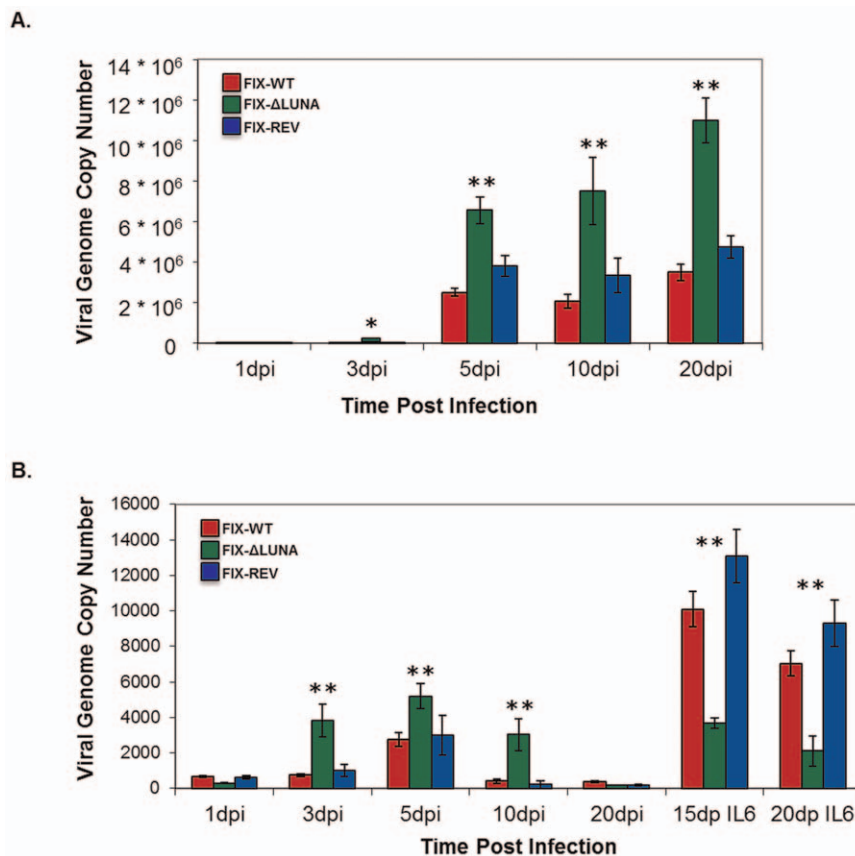 A.
Viral Genome Copy Number
14 * 10⁶
12 * 10⁶
10 * 10⁶
8 * 10⁶
6 * 10⁶
4 * 10⁶
2 * 10⁶
0
FIX-WT
FIX-ΔLUNA
FIX-REV
*
**
**
**
1dpi 3dpi 5dpi 10dpi 20dpi
Time Post Infection
B.
Viral Genome Copy Number
16000
14000
12000
10000
8000
6000
4000
2000
0
FIX-WT
FIX-ΔLUNA
FIX-REV
**
**
**
**
**
1dpi 3dpi 5dpi 10dpi 20dpi 15dp IL6 20dp IL6
Time Post Infection